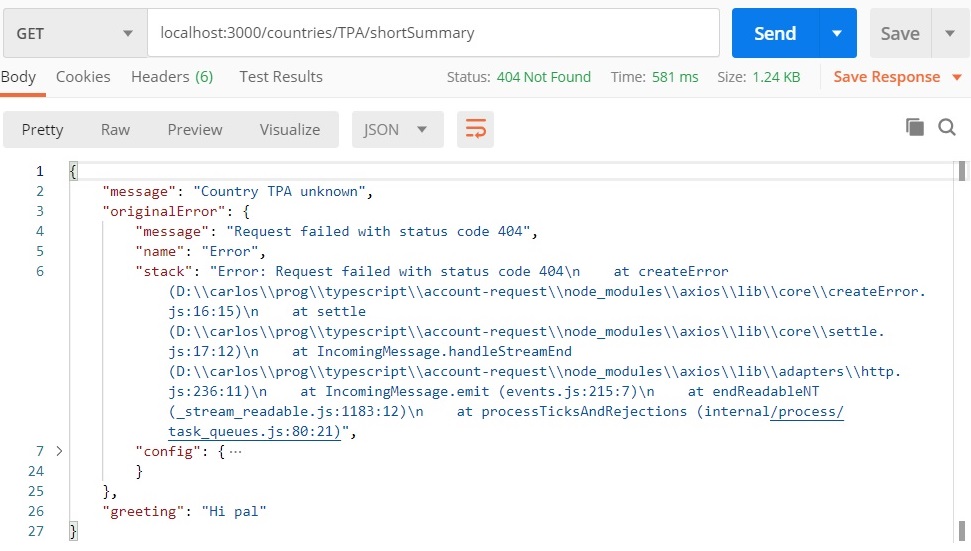 GET localhost:3000/countries/TPA/shortSummary Send Save
Body Cookies Headers (6) Test Results Status: 404 Not Found Time: 581 ms Size: 1.24 KB Save Response
Pretty Raw Preview Visualize JSON
1 {
2 "message": "Country TPA unknown",
3 "originalError": {
4 "message": "Request failed with status code 404",
5 "name": "Error",
6 "stack": "Error: Request failed with status code 404\n    at createError
(D:\\carlos\\prog\\typescript\\account-request\\node_modules\\axios\\lib\\core\\createError.
js:16:15)\n    at settle
(D:\\carlos\\prog\\typescript\\account-request\\node_modules\\axios\\lib\\core\\settle.
js:17:12)\n    at IncomingMessage.handleStreamEnd
(D:\\carlos\\prog\\typescript\\account-request\\node_modules\\axios\\lib\\adapters\\http.
js:236:11)\n    at IncomingMessage.emit (events.js:215:7)\n    at endReadableNT
(_stream_readable.js:1183:12)\n    at processTicksAndRejections (internal/process/
task_queues.js:80:21)",
7 > "config": { ⋯
24 }
25 },
26 "greeting": "Hi pal"
27 }